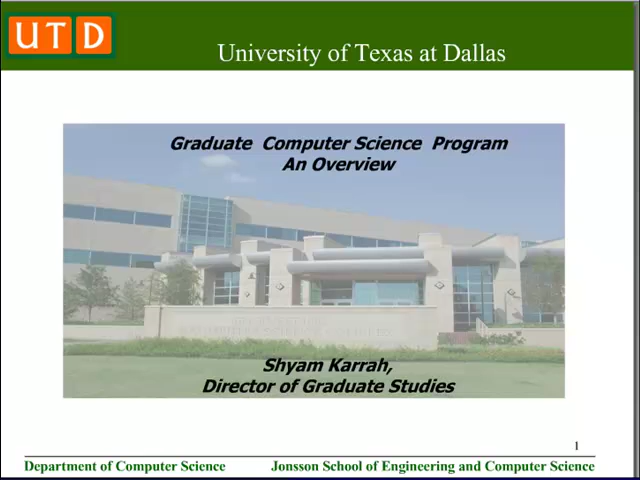 UTD
University of Texas at Dallas
Graduate Computer Science Program
An Overview
Shyam Karrah,
Director of Graduate Studies
1
Department of Computer Science Jonsson School of Engineering and Computer Science